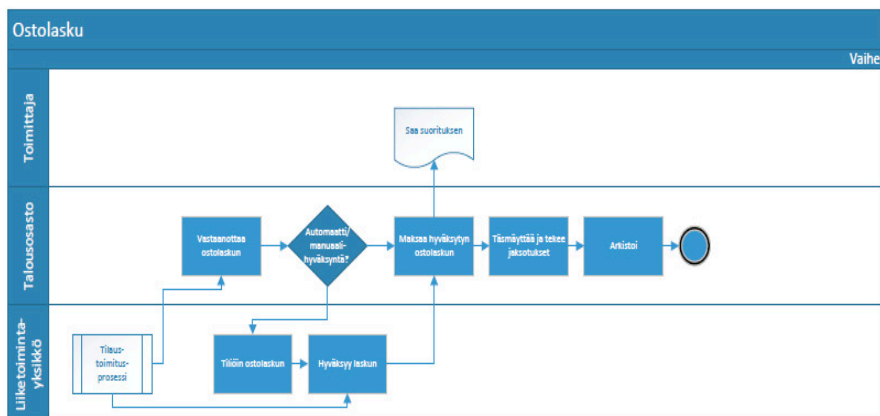 Ostolasku
Vaihe
Toimittaja
Saa suorituksen
Talousosasto
Vastaanottaa
ostolaskun
Automaatti/
manuaali-
hyväksyntä?
Maksaa hyväksytyn
ostolaskun
Täsmäyttää ja tekee
jaksotukset
Arkistoi
Liiketoiminta-
yksikkö
Tilaus-
toimitus-
prosessi
Tiliöin ostolaskun
Hyväksyy laskun